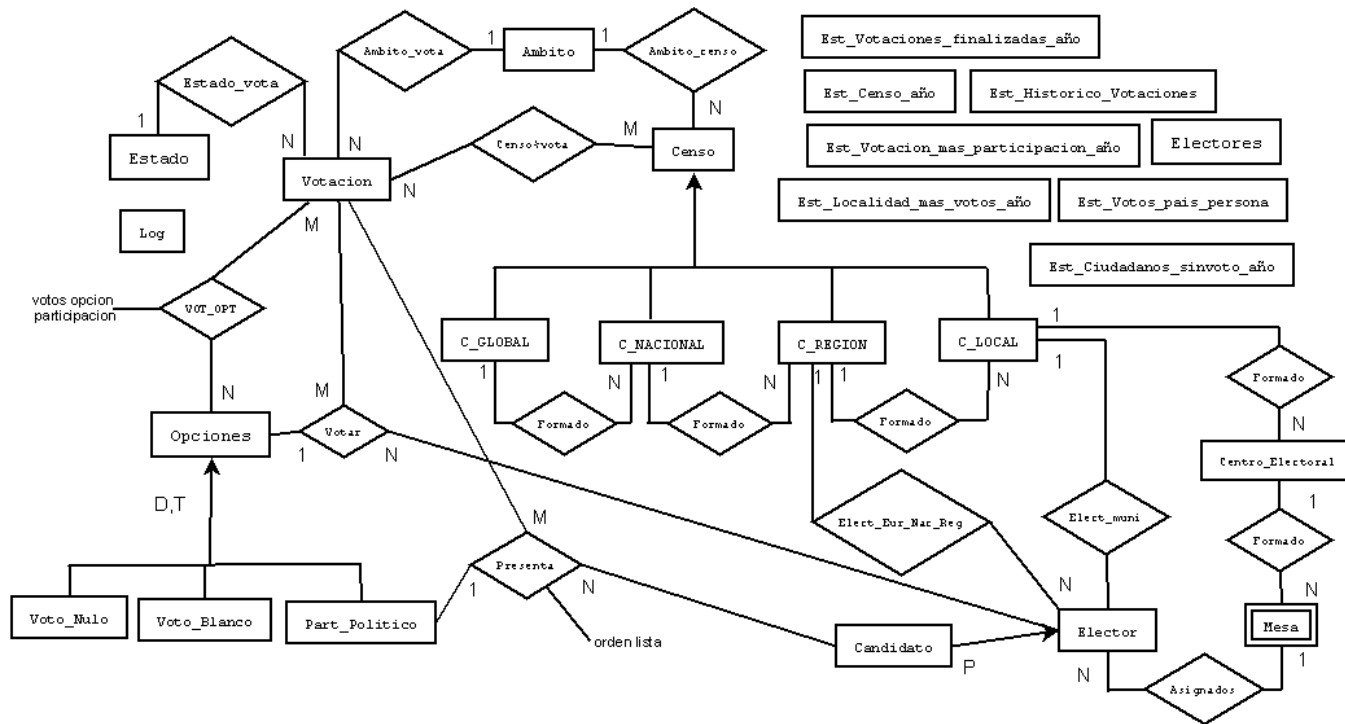 Ambito_vota
1
Ambito
1
Ambito_censo
Est_Votaciones_finalizadas_año
Estado_vota
Est_Censo_año
Est_Historico_Votaciones
1
N
N
N
M
Estado
Censo+vota
Censo
Est_Votacion_mas_participacion_año
Electores
Votacion
N
Est_Localidad_mas_votos_año
Est_Votos_pais_persona
Log
M
Est_Ciudadanos_sinvoto_año
votos opcion
participacion
VOT_OPT
C_GLOBAL
C_NACIONAL
C_REGION
C_LOCAL
1
1
1
N
1
N
1
1
N
Formado
Formado
Formado
Formado
N
M
N
Opciones
1
Votar
N
Centro_Electoral
D,T
1
M
Elect_Eur_Nac_Reg
Elect_muni
Formado
Presenta
1
N
N
N
Voto_Nulo
Voto_Blanco
Part_Politico
orden lista
Candidato
P
Elector
Mesa
N
1
Asignados